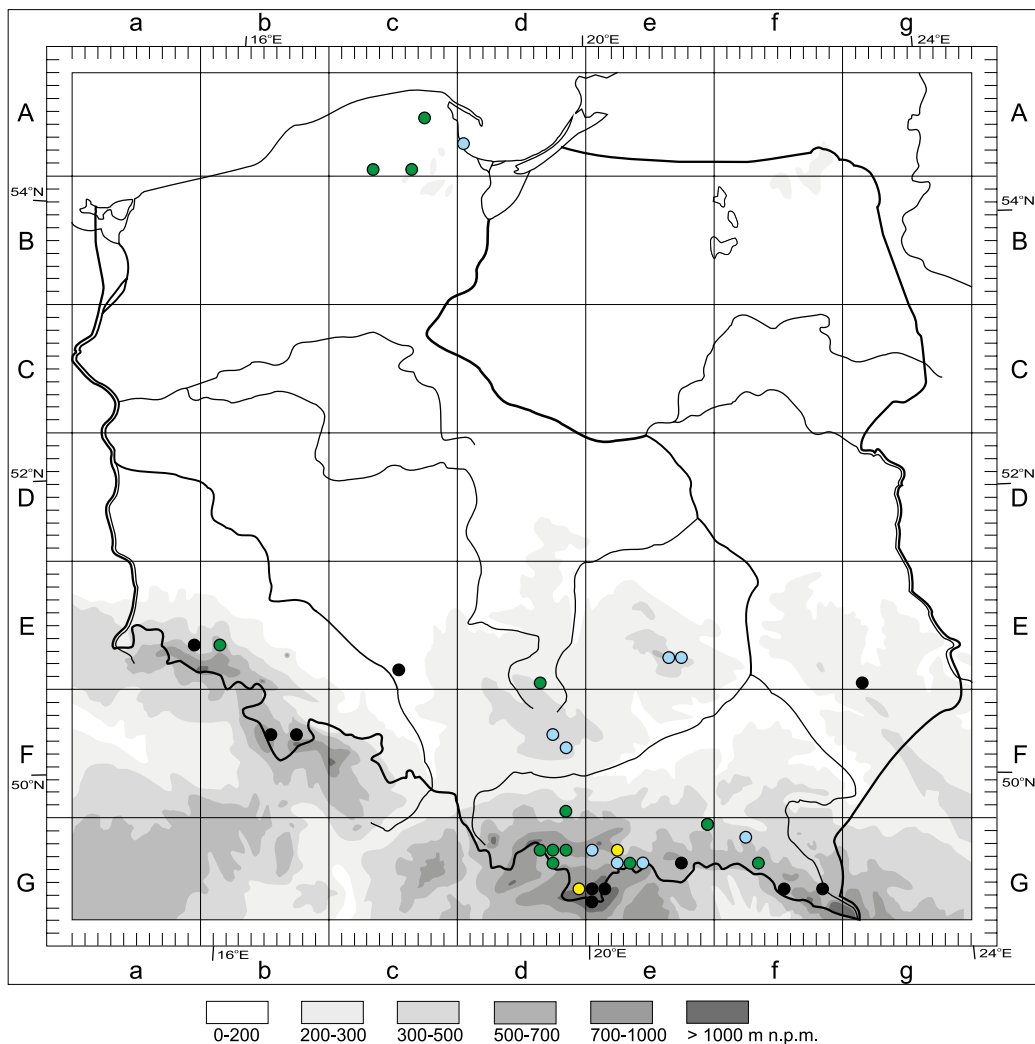 a b c d e f g
16°E 20°E 24°E
A A
54°N 54°N
B B
C C
52°N 52°N
D D
E E
F F
50°N 50°N
G G
16°E 20°E 24°E
a b c d e f g
0-200 200-300 300-500 500-700 700-1000 > 1000 m n.p.m.